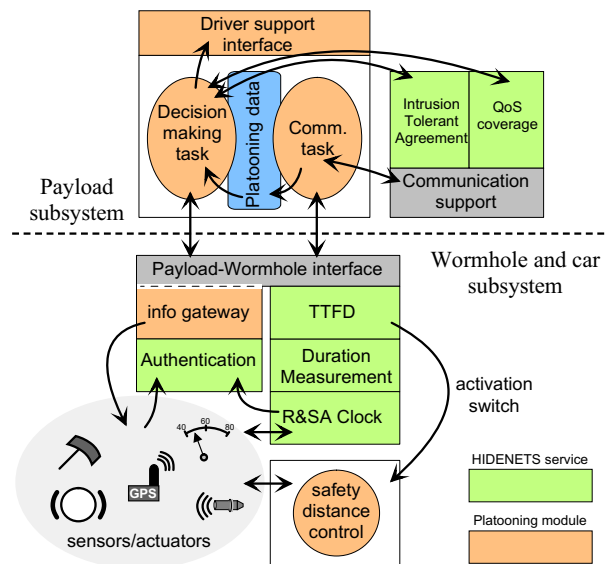 Driver support
interface
Decision
making
task
Platooning data
Comm.
task
Intrusion
Tolerant
Agreement
QoS
coverage
Communication
support
Payload
subsystem
Payload-Wormhole interface
Wormhole and car
subsystem
info gateway
TTFD
Authentication
Duration
Measurement
R&SA Clock
activation
switch
40 60 80
GPS
sensors/actuators
safety
distance
control
HIDENETS service
Platooning module